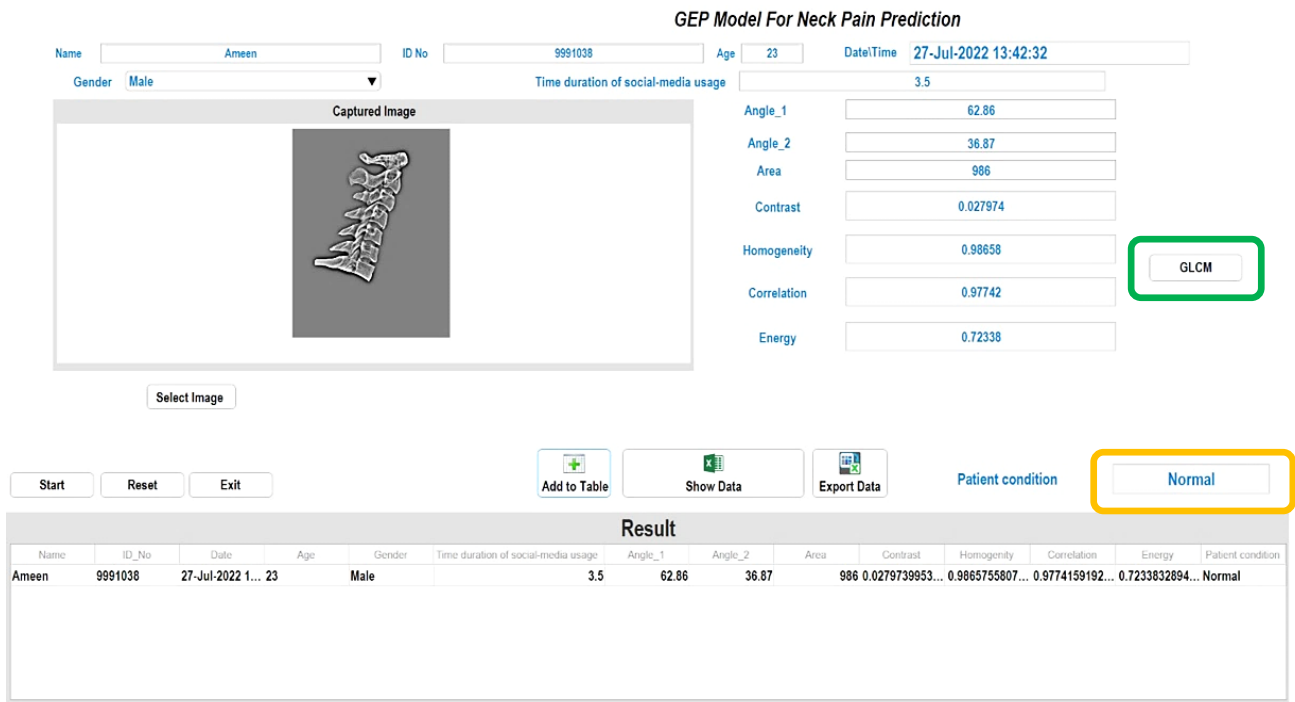 GEP Model For Neck Pain Prediction
Name Ameen ID No 9991038 Age 23 Date\Time 27-Jul-2022 13:42:32
Gender Male Time duration of social-media usage 3.5
Captured Image
Angle_1 62.86
Angle_2 36.87
Area 986
Contrast 0.027974
Homogeneity 0.98658
GLCM
Correlation 0.97742
Energy 0.72338
Select Image
Start Reset Exit Add to Table Show Data Export Data Patient condition Normal
Result
Name ID_No Date Age Gender Time duration of social-media usage Angle_1 Angle_2 Area Contrast Homogenity Correlation Energy Patient condition
Ameen 9991038 27-Jul-2022 1... 23 Male 3.5 62.86 36.87 986 0.0279739953... 0.9865755807... 0.9774159192... 0.7233832894... Normal